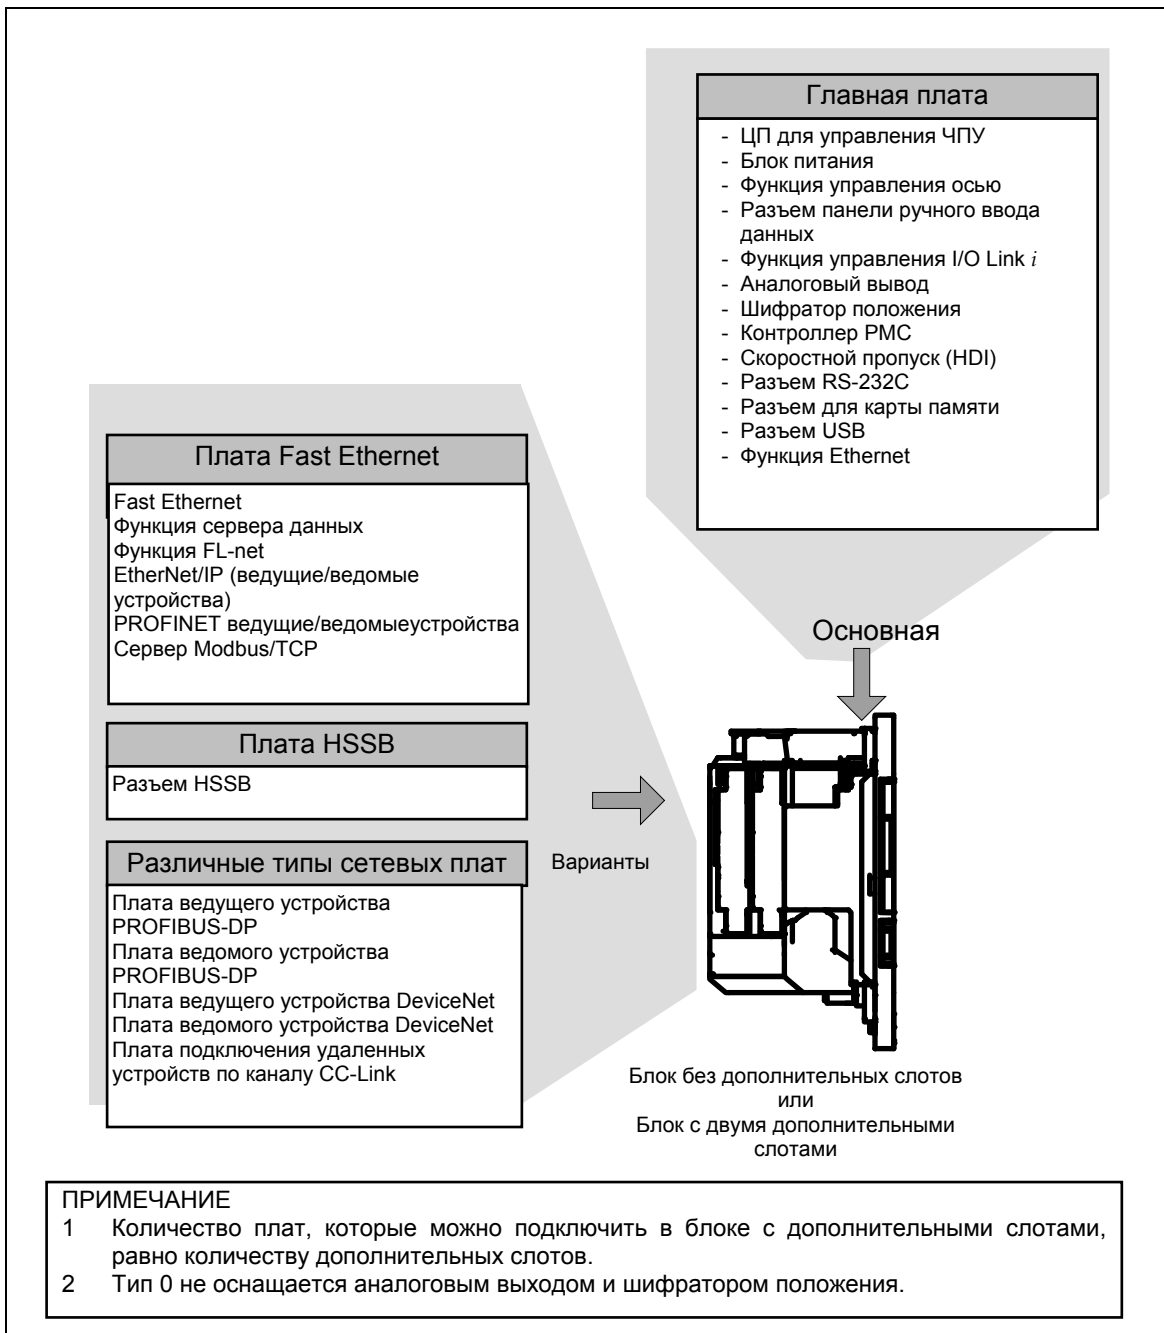 Главная плата
- ЦП для управления ЧПУ
- Блок питания
- Функция управления осью
- Разъем панели ручного ввода
данных
- Функция управления I/O Link i
- Аналоговый вывод
- Шифратор положения
- Контроллер PMC
- Скоростной пропуск (HDI)
- Разъем RS-232C
- Разъем для карты памяти
- Разъем USB
- Функция Ethernet
Плата Fast Ethernet
Fast Ethernet
Функция сервера данных
Функция FL-net
EtherNet/IP (ведущие/ведомые
устройства)
PROFINET ведущие/ведомыеустройства
Сервер Modbus/TCP
Основная
Плата HSSB
Разъем HSSB
Варианты
Различные типы сетевых плат
Плата ведущего устройства
PROFIBUS-DP
Плата ведомого устройства
PROFIBUS-DP
Плата ведущего устройства DeviceNet
Плата ведомого устройства DeviceNet
Плата подключения удаленных
устройств по каналу CC-Link
Блок без дополнительных слотов
или
Блок с двумя дополнительными
слотами
ПРИМЕЧАНИЕ
1 Количество плат, которые можно подключить в блоке с дополнительными слотами,
равно количеству дополнительных слотов.
2 Тип 0 не оснащается аналоговым выходом и шифратором положения.